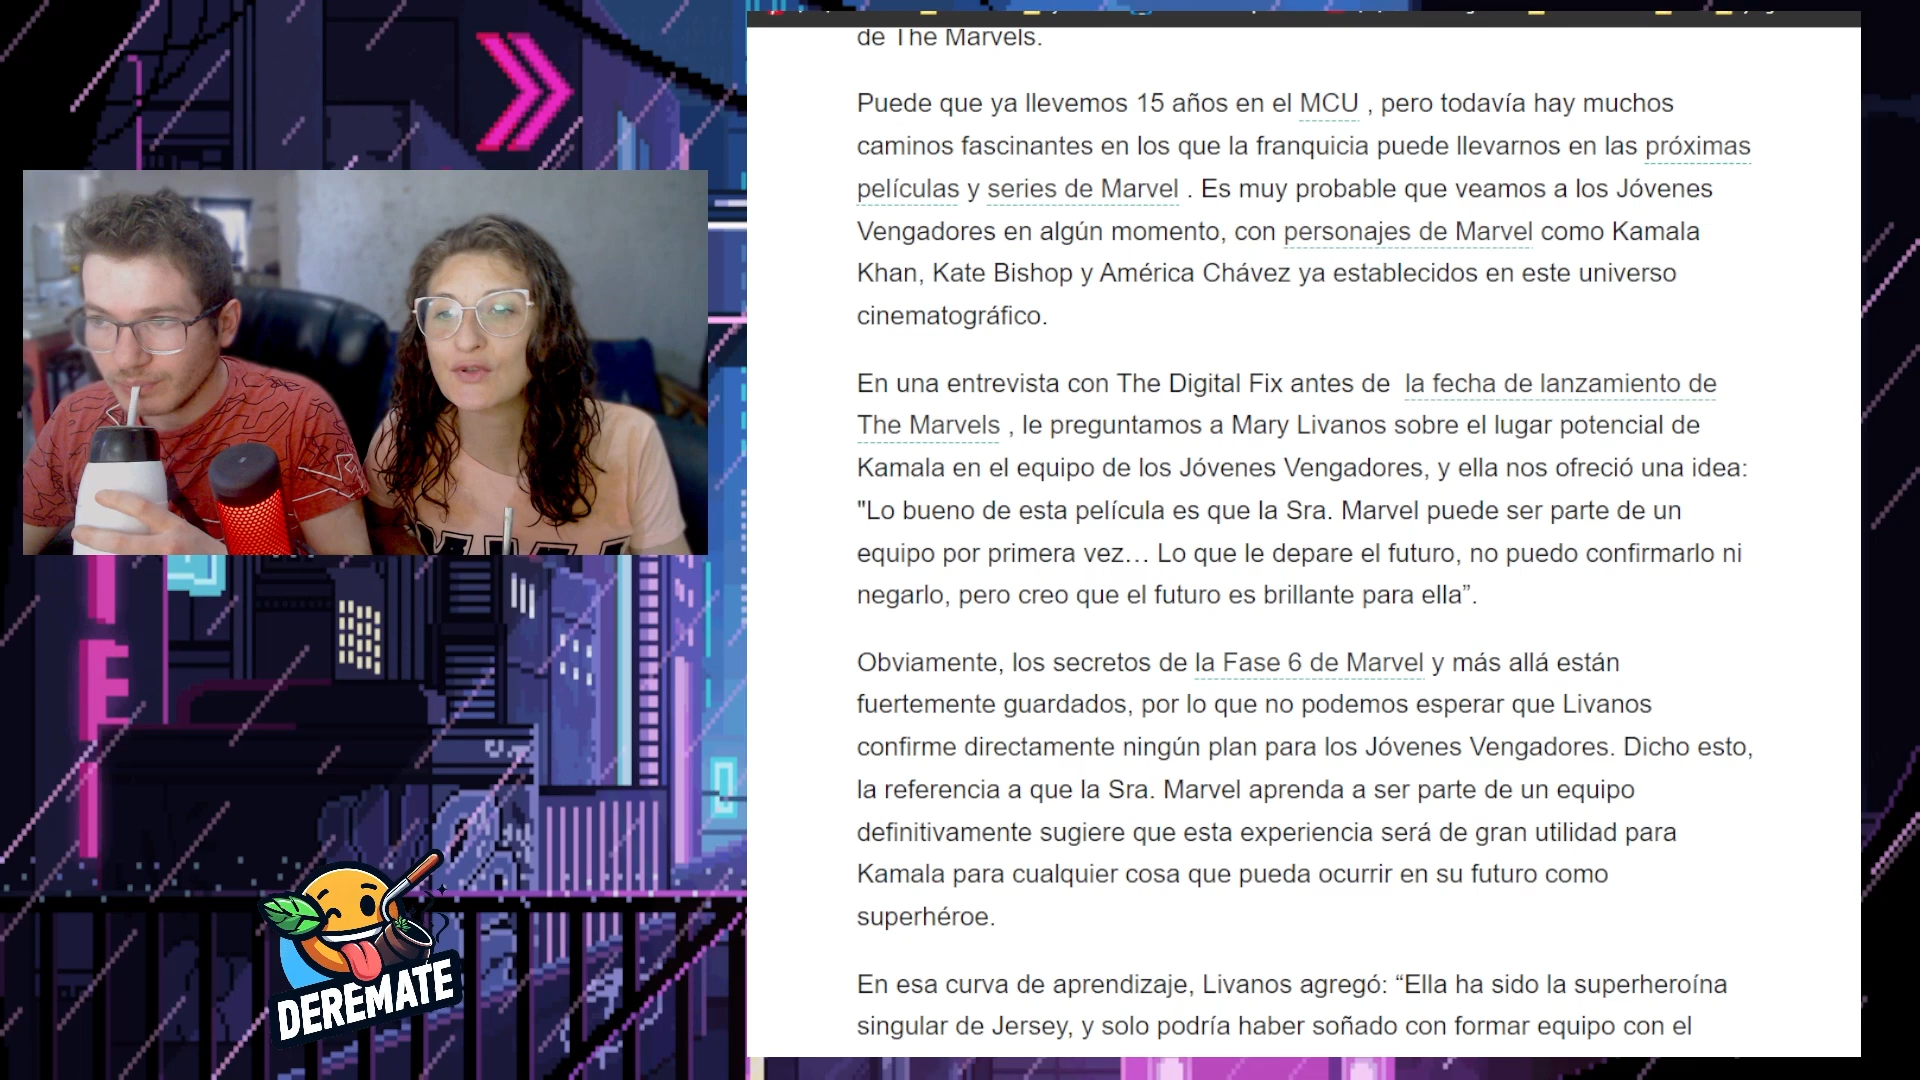 de The Marvels.
Puede que ya llevemos 15 años en el MCU , pero todavía hay muchos
caminos fascinantes en los que la franquicia puede llevarnos en las próximas
películas y series de Marvel . Es muy probable que veamos a los Jóvenes
Vengadores en algún momento, con personajes de Marvel como Kamala
Khan, Kate Bishop y América Chávez ya establecidos en este universo
cinematográfico.
En una entrevista con The Digital Fix antes de la fecha de lanzamiento de
The Marvels , le preguntamos a Mary Livanos sobre el lugar potencial de
Kamala en el equipo de los Jóvenes Vengadores, y ella nos ofreció una idea:
"Lo bueno de esta película es que la Sra. Marvel puede ser parte de un
equipo por primera vez… Lo que le depare el futuro, no puedo confirmarlo ni
negarlo, pero creo que el futuro es brillante para ella”.
Obviamente, los secretos de la Fase 6 de Marvel y más allá están
fuertemente guardados, por lo que no podemos esperar que Livanos
confirme directamente ningún plan para los Jóvenes Vengadores. Dicho esto,
la referencia a que la Sra. Marvel aprenda a ser parte de un equipo
definitivamente sugiere que esta experiencia será de gran utilidad para
Kamala para cualquier cosa que pueda ocurrir en su futuro como
superhéroe.
En esa curva de aprendizaje, Livanos agregó: “Ella ha sido la superheroína
singular de Jersey, y solo podría haber soñado con formar equipo con el
DEREMATE